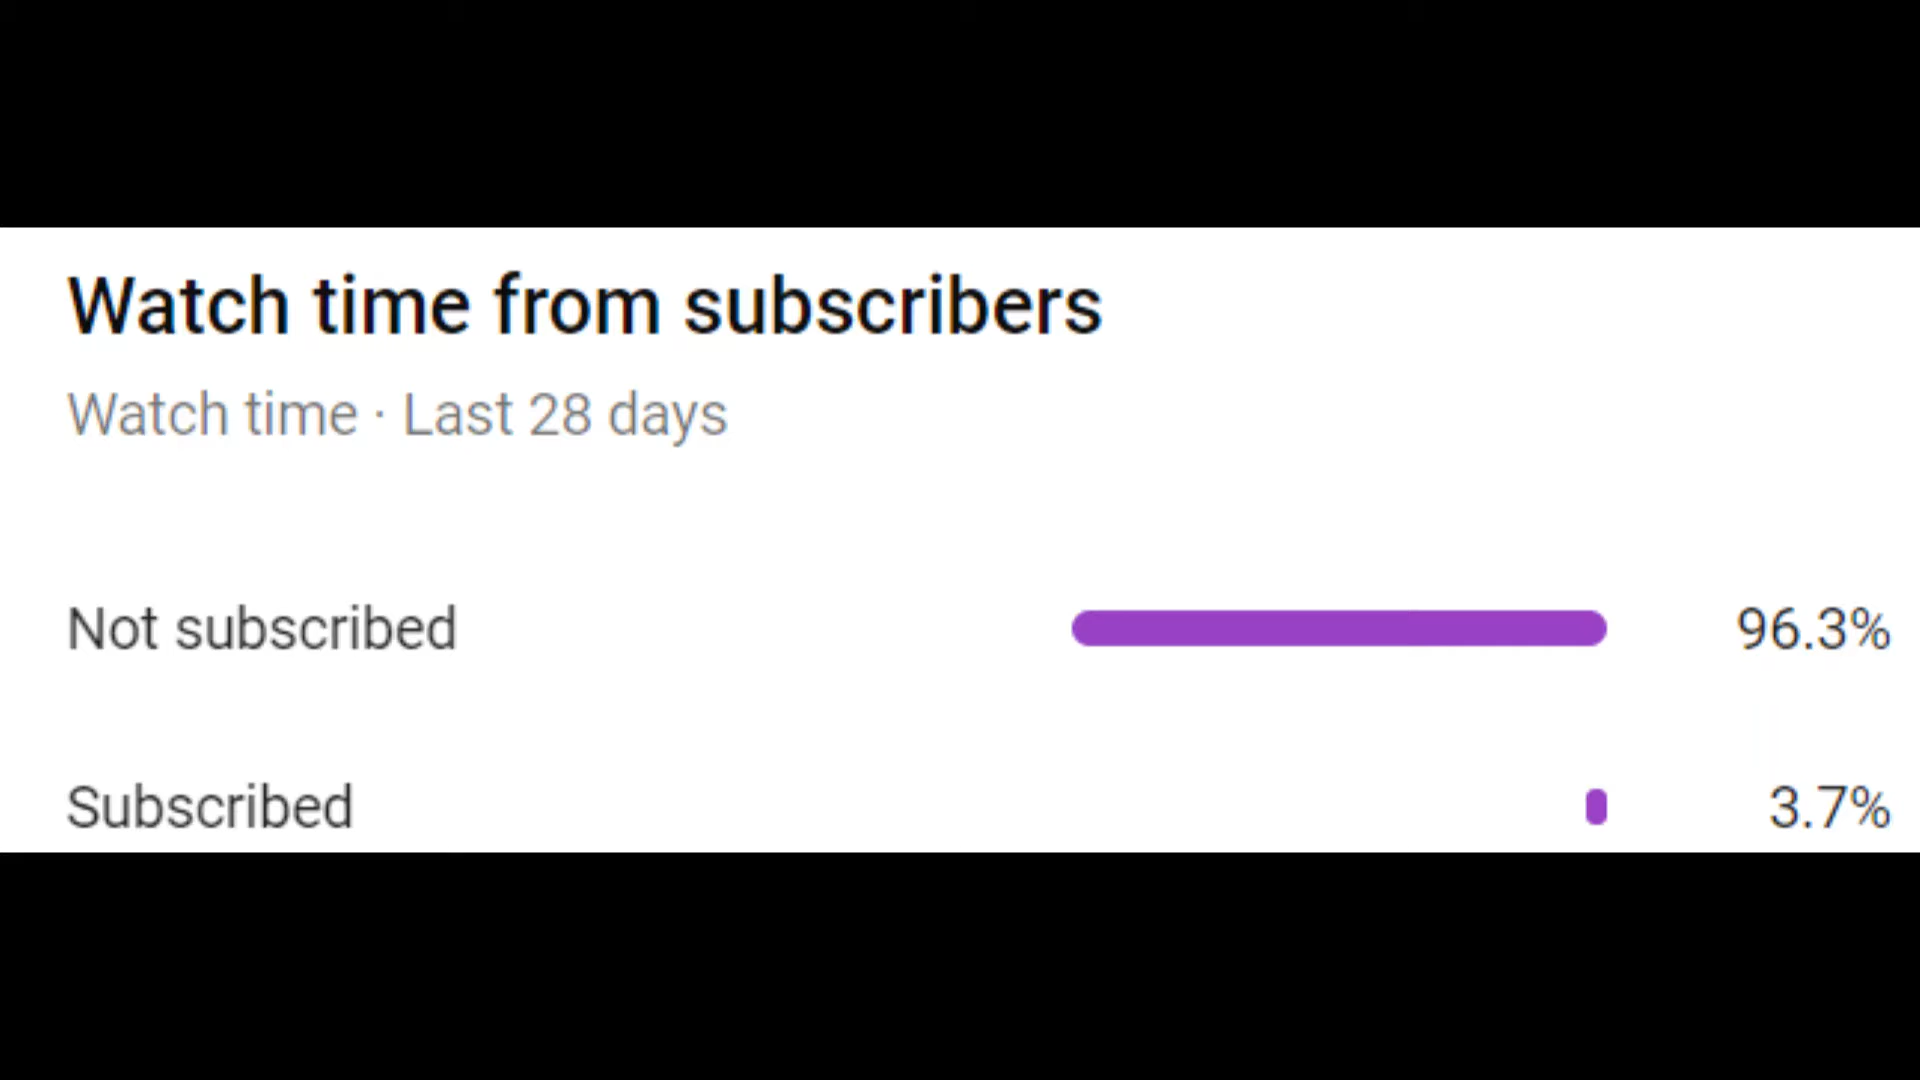 Watch time from subscribers
Watch time · Last 28 days
Not subscribed 96.3%
Subscribed 3.7%